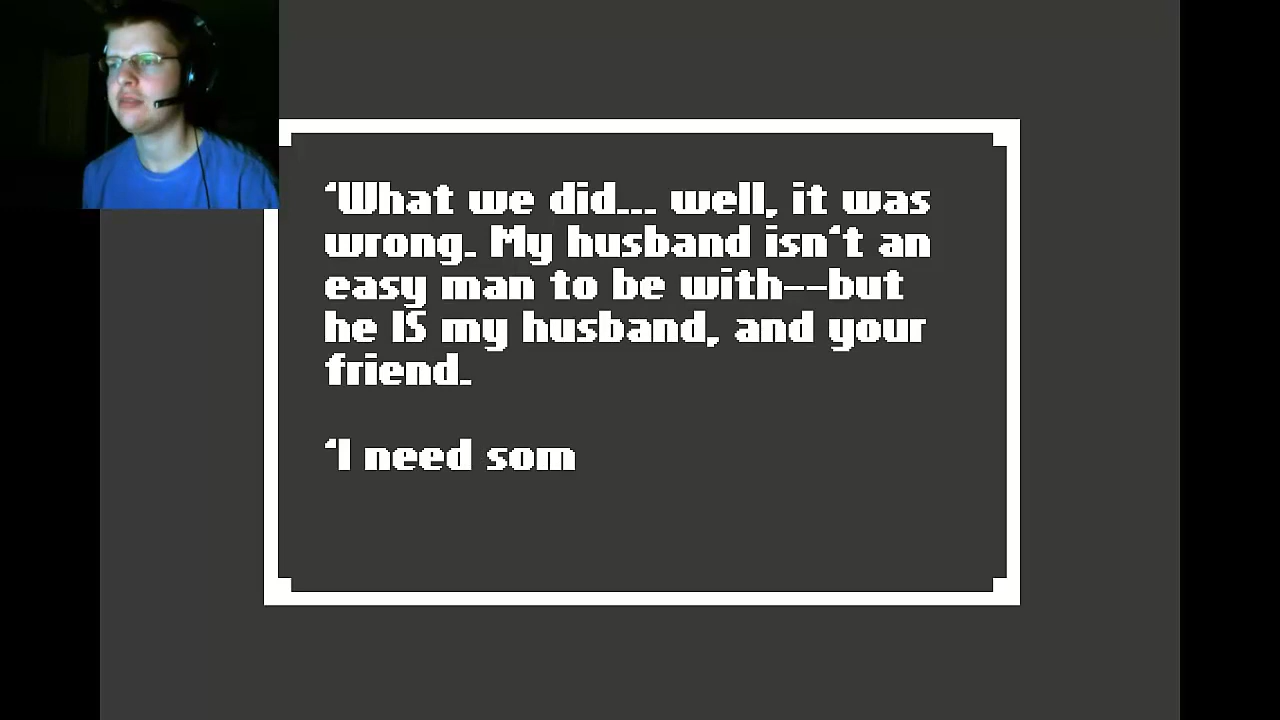 ‘What we did... well, it was
wrong. My husband isn‘t an
easy man to be with--but
he IS my husband, and your
friend.
‘I need som